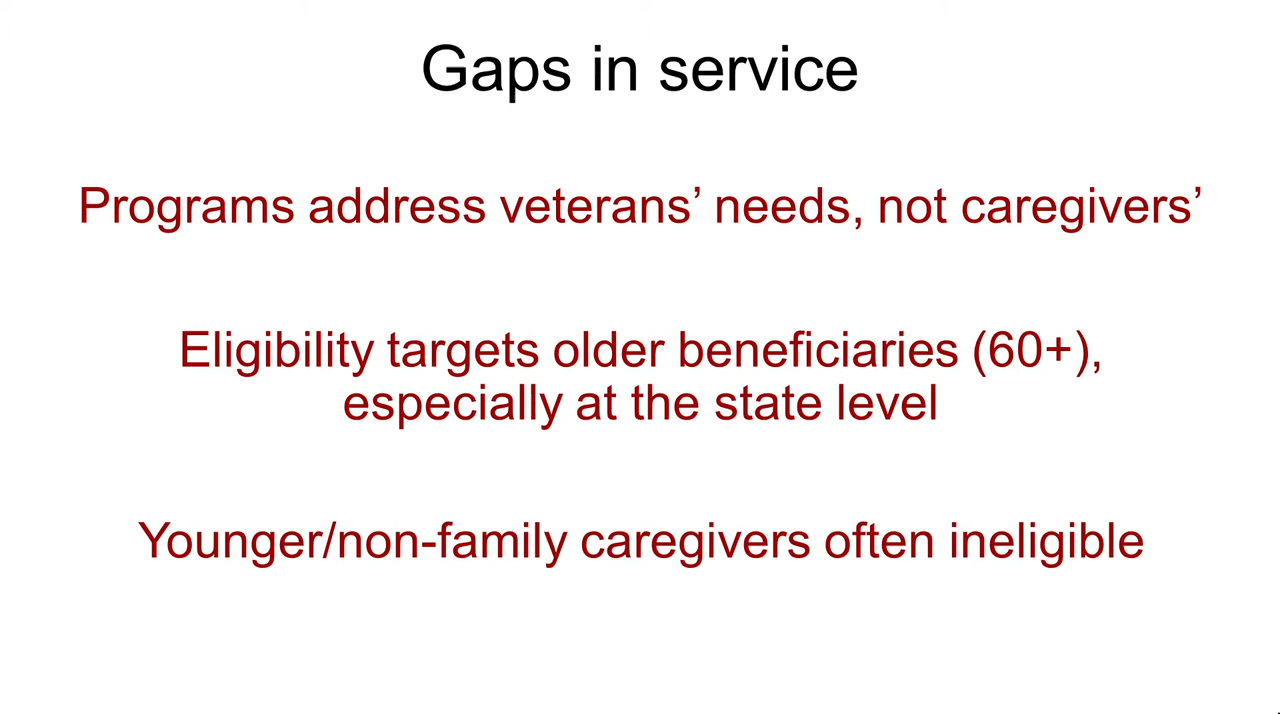 Gaps in service
Programs address veterans’ needs, not caregivers’
Eligibility targets older beneficiaries (60+),
especially at the state level
Younger/non-family caregivers often ineligible